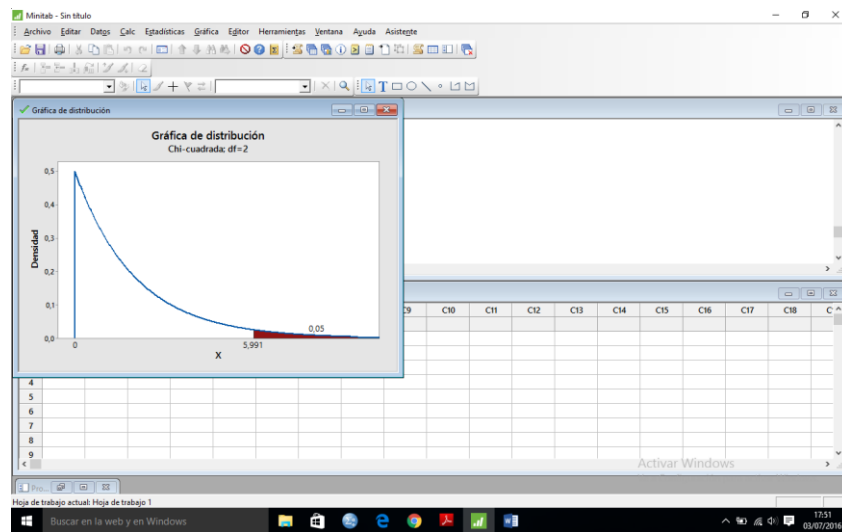 Minitab - Sin título
Archivo Editar Datos Calc Estadísticas Gráfica Editor Herramientas Ventana Ayuda Asistente
Gráfica de distribución
Gráfica de distribución
Chi-cuadrada; df=2
0,5
0,4
0,3
0,2
0,1
0,0
Densidad
0,05
0
5,991
X
C10 C11 C12 C13 C14 C15 C16 C17 C18
4
5
6
7
8
9
Activar Windows
Pro...
Hoja de trabajo actual: Hoja de trabajo 1
Buscar en la web y en Windows
17:51
03/07/2016